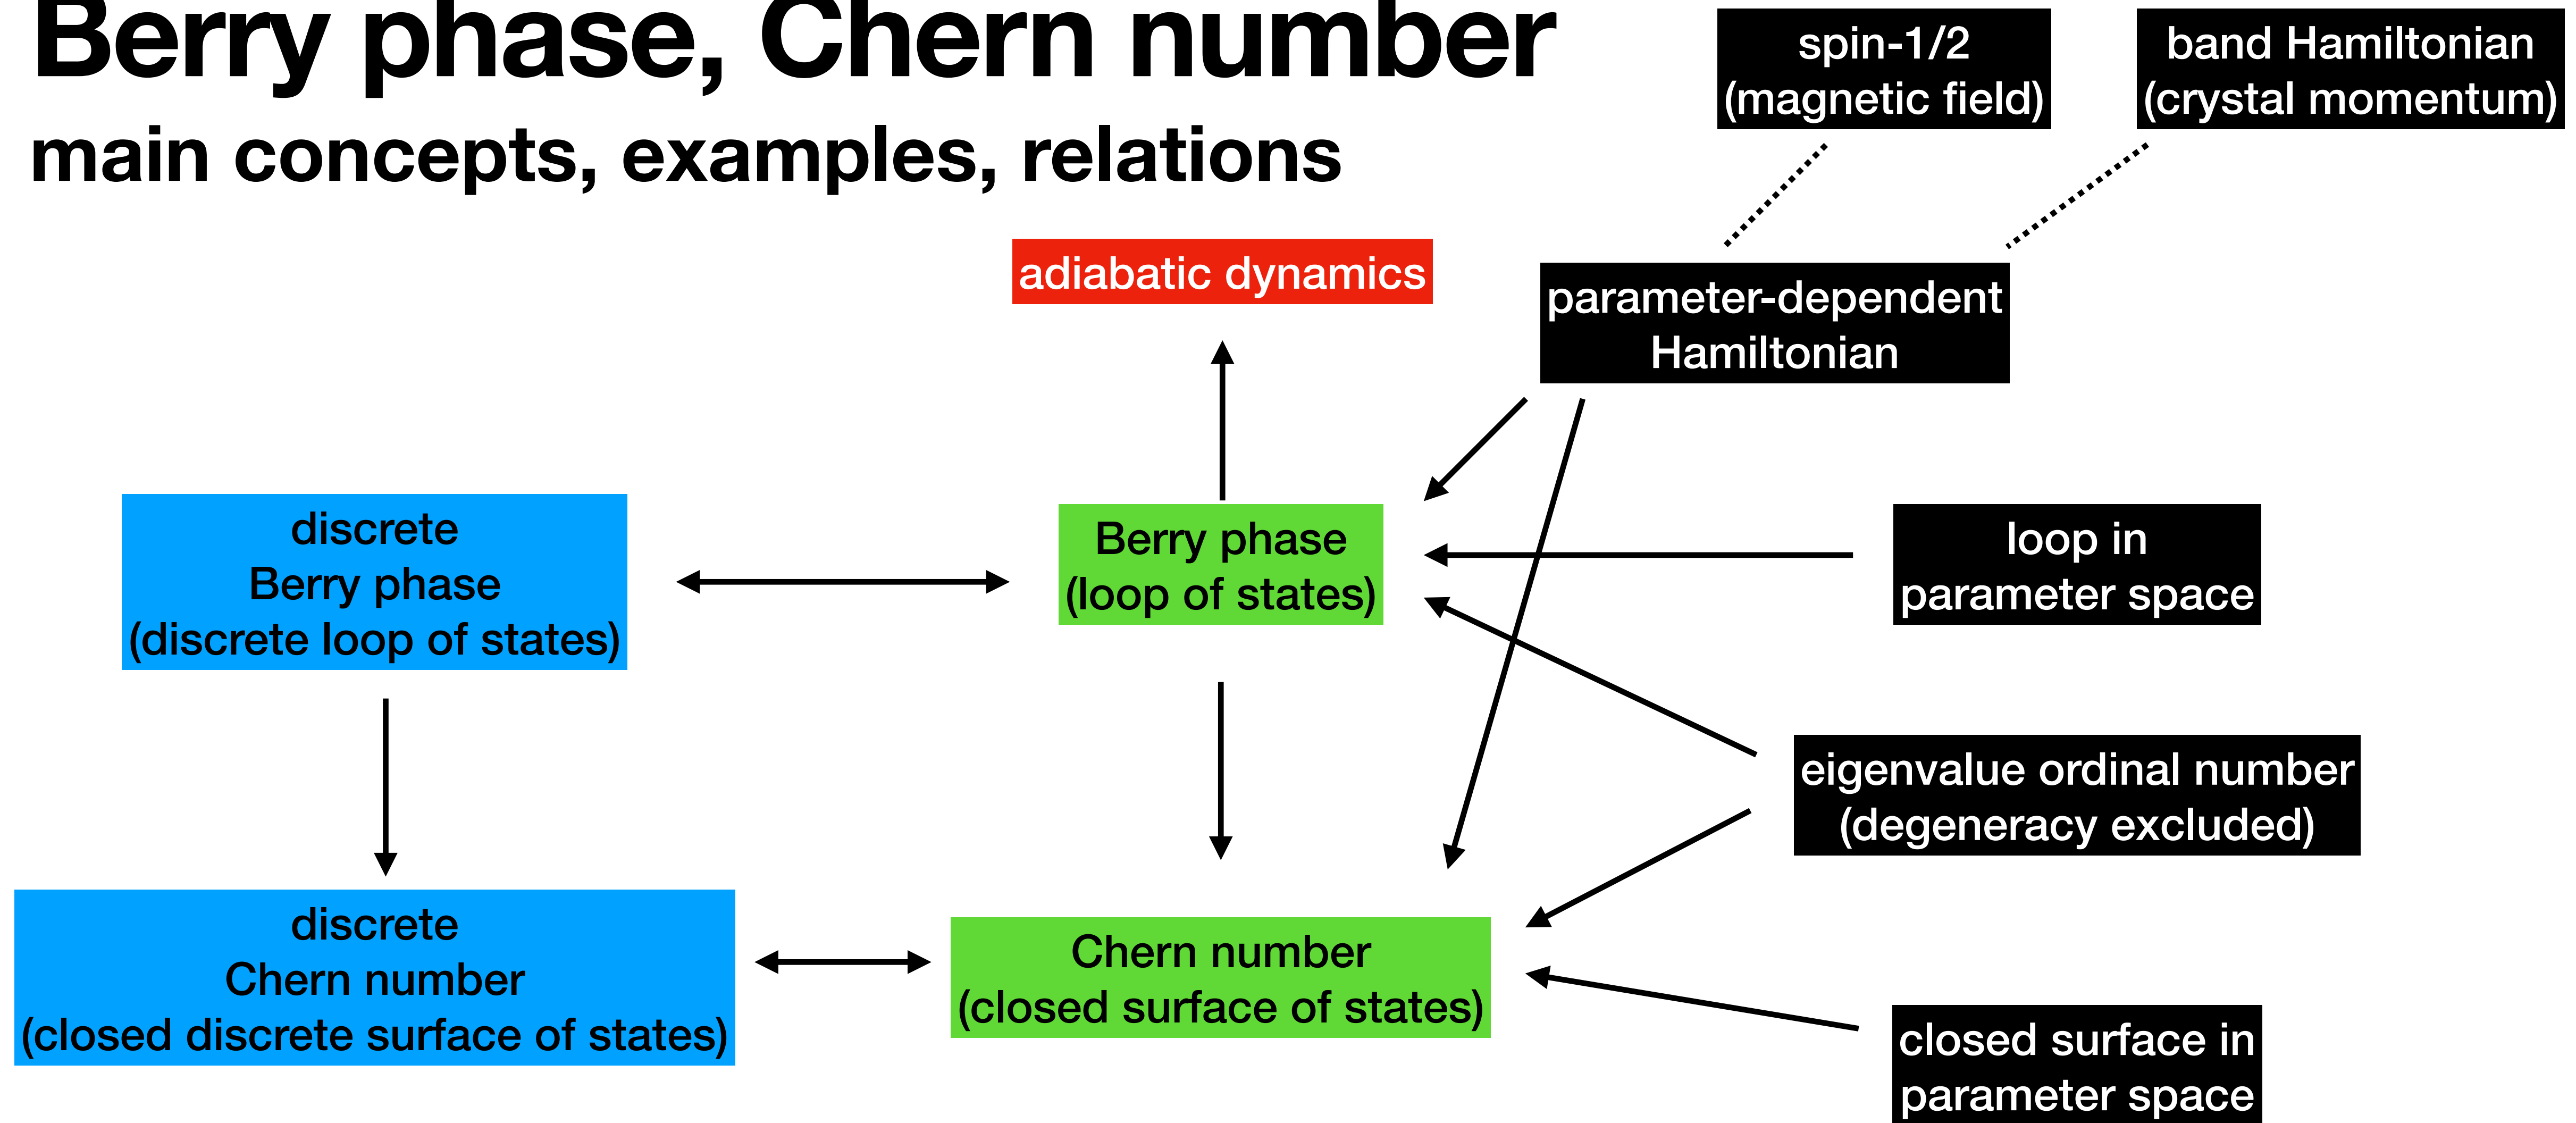 Berry phase, Chern number
main concepts, examples, relations
spin-1/2
(magnetic field)
band Hamiltonian
(crystal momentum)
adiabatic dynamics
parameter-dependent
Hamiltonian
discrete
Berry phase
(discrete loop of states)
Berry phase
(loop of states)
loop in
parameter space
eigenvalue ordinal number
(degeneracy excluded)
discrete
Chern number
(closed discrete surface of states)
Chern number
(closed surface of states)
closed surface in
parameter space